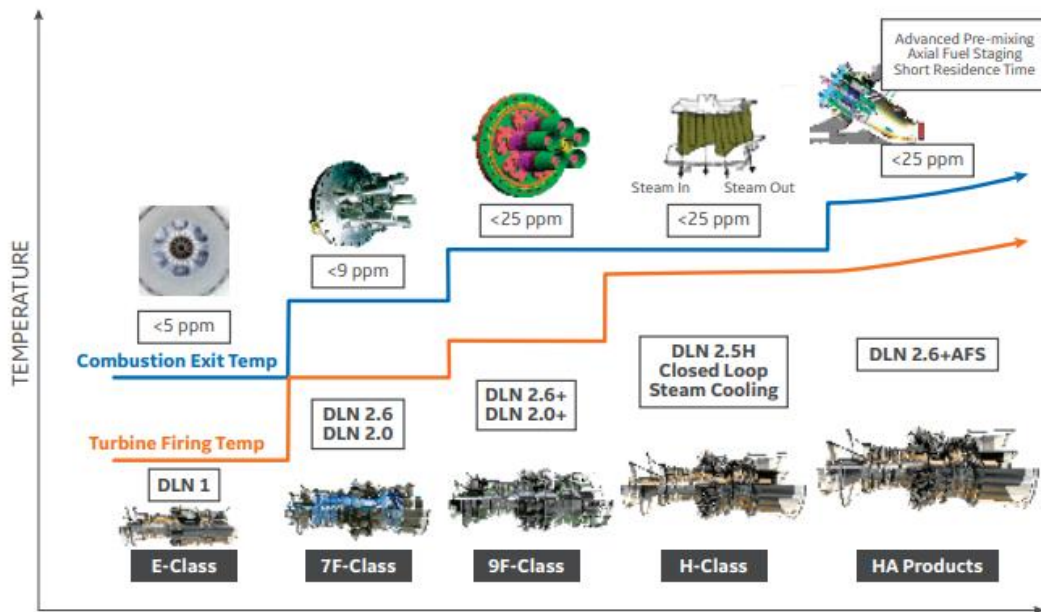 TEMPERATURE
Advanced Pre-mixing
Axial Fuel Staging
Short Residence Time
Steam In
Steam Out
<5 ppm
<9 ppm
<25 ppm
<25 ppm
<25 ppm
Combustion Exit Temp
Turbine Firing Temp
DLN 1
DLN 2.6
DLN 2.0
DLN 2.6+
DLN 2.0+
DLN 2.5H
Closed Loop
Steam Cooling
DLN 2.6+AFS
E-Class
7F-Class
9F-Class
H-Class
HA Products